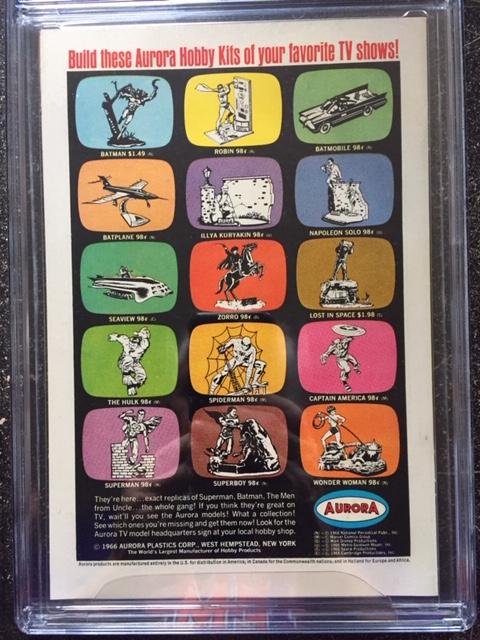 Build these Aurora Hobby Kits of your favorite TV shows!
BATMAN $1.49
ROBIN 98¢
BATMOBILE 98¢
BATPLANE 98¢
ILLYA KURYAKIN 98¢
NAPOLEON SOLO 98¢
SEAVIEW 98¢
ZORRO 98¢
LOST IN SPACE $1.98
THE HULK 98¢
SPIDERMAN 98¢
CAPTAIN AMERICA 98¢
SUPERMAN 98¢
SUPERBOY 98¢
WONDER WOMAN 98¢
They're here...exact replicas of Superman, Batman, The Men
from Uncle...the whole gang! If you think they're great on
TV, wait'll you see the Aurora models! What a collection!
See which ones you're missing and get them now! Look for the
Aurora TV model headquarters sign at your local hobby shop.
AURORA
© 1966 AURORA PLASTICS CORP., WEST HEMPSTEAD, NEW YORK
The World's Largest Manufacturer of Hobby Products
Aurora products are manufactured entirely in the U.S. for distribution in America, in Canada for the Commonwealth nations, and in Holland for Europe and Africa.